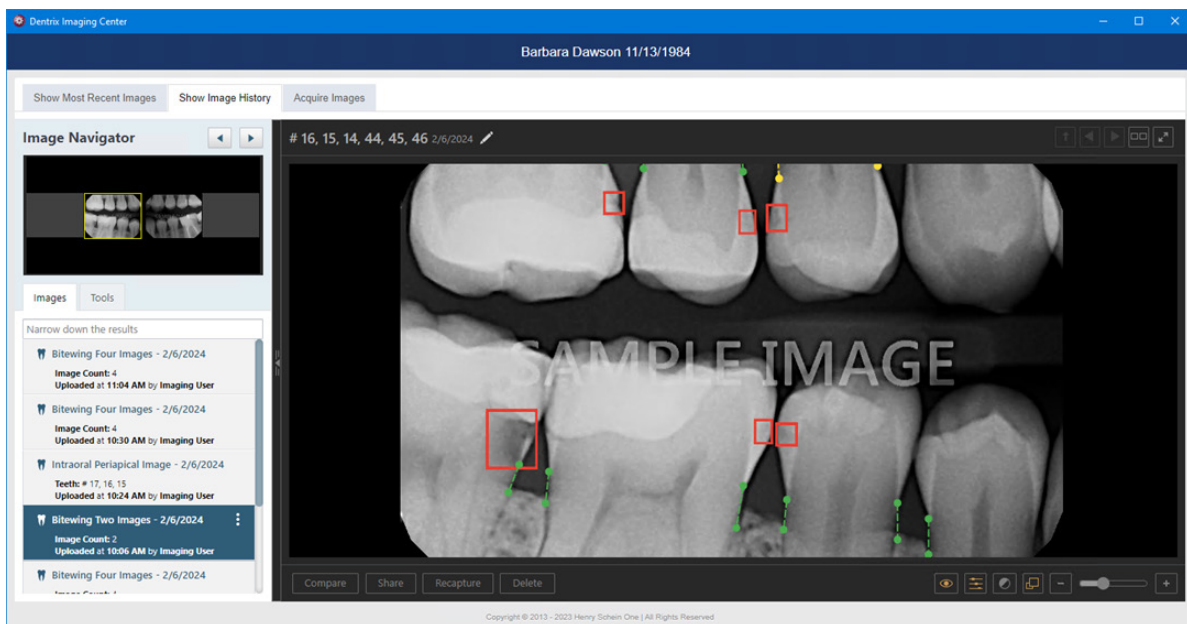 Dentrix Imaging Center
Barbara Dawson 11/13/1984
Show Most Recent Images
Show Image History
Acquire Images
Image Navigator
# 16, 15, 14, 44, 45, 46 2/6/2024
Images
Tools
Narrow down the results
Bitewing Four Images - 2/6/2024
Image Count: 4
Uploaded at 11:04 AM by Imaging User
Bitewing Four Images - 2/6/2024
Image Count: 4
Uploaded at 10:30 AM by Imaging User
Intraoral Periapical Image - 2/6/2024
Teeth: # 17, 16, 15
Uploaded at 10:24 AM by Imaging User
Bitewing Two Images - 2/6/2024
Image Count: 2
Uploaded at 10:06 AM by Imaging User
Bitewing Four Images - 2/6/2024
SAMPLE IMAGE
Compare
Share
Recapture
Delete
Copyright © 2013 - 2023 Henry Schein One | All Rights Reserved